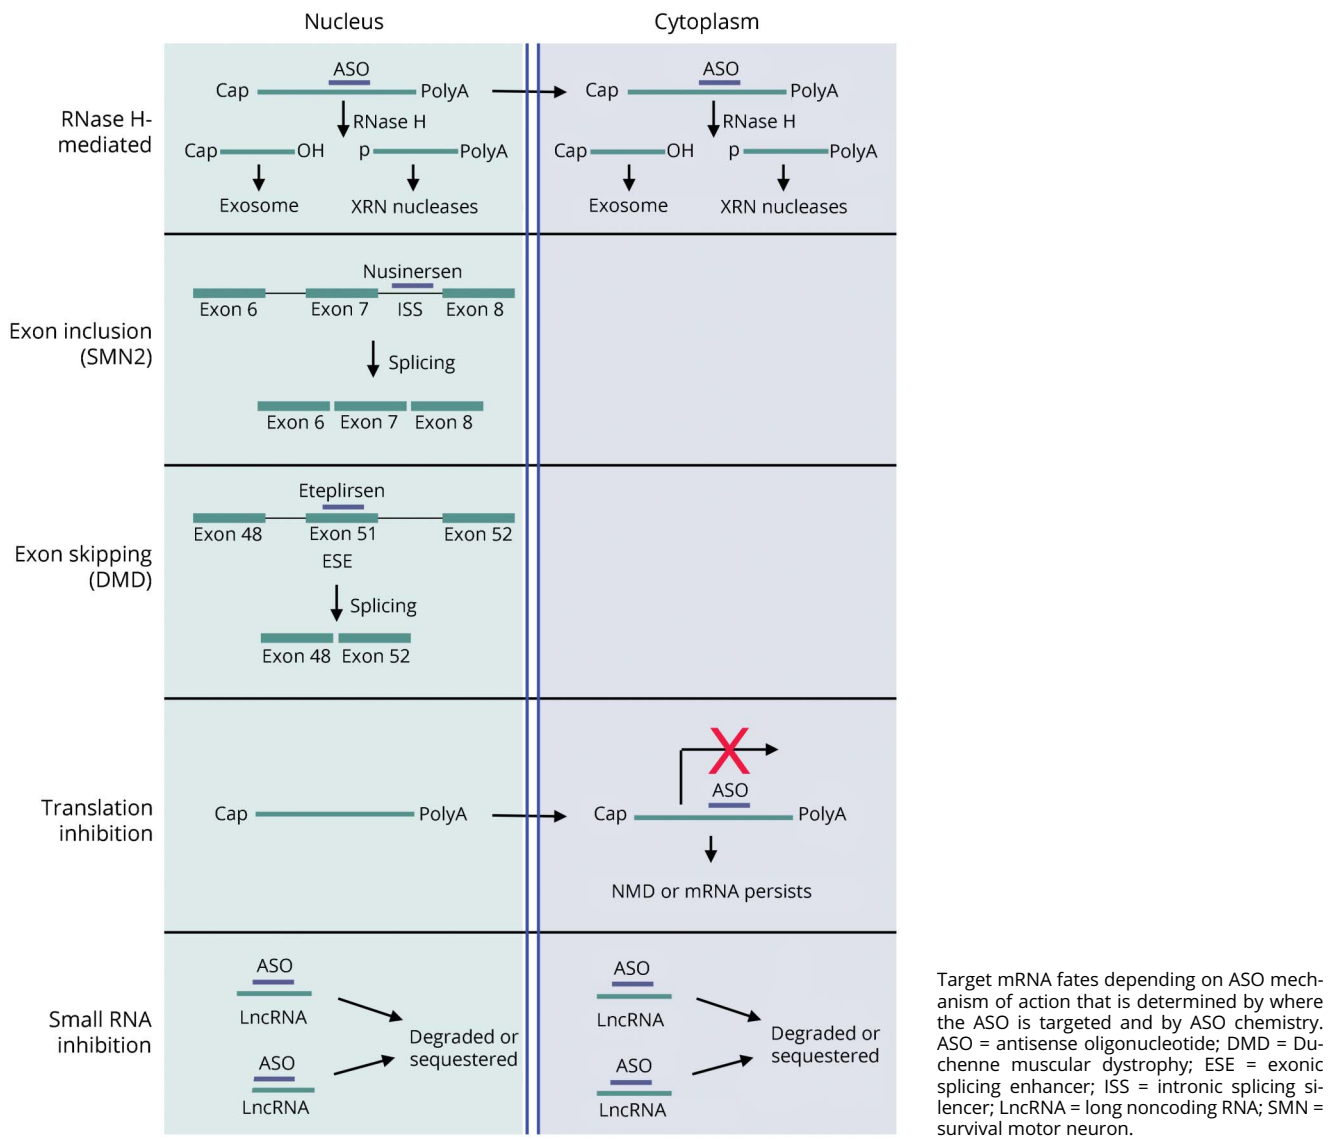 Nucleus
Cytoplasm
RNase H-
mediated
ASO
Cap
PolyA
RNase H
Cap
OH
p
PolyA
Exosome
XRN nucleases
ASO
Cap
PolyA
RNase H
Cap
OH
p
PolyA
Exosome
XRN nucleases
Exon inclusion
(SMN2)
Nusinersen
Exon 6
Exon 7
ISS
Exon 8
Splicing
Exon 6
Exon 7
Exon 8
Exon skipping
(DMD)
Eteplirsen
Exon 48
Exon 51
Exon 52
ESE
Splicing
Exon 48
Exon 52
Translation
inhibition
Cap
PolyA
X
ASO
Cap
PolyA
NMD or mRNA persists
Small RNA
inhibition
ASO
LncRNA
ASO
LncRNA
Degraded or
sequestered
ASO
LncRNA
ASO
LncRNA
Degraded or
sequestered
Target mRNA fates depending on ASO mech-
anism of action that is determined by where
the ASO is targeted and by ASO chemistry.
ASO = antisense oligonucleotide; DMD = Du-
chenne muscular dystrophy; ESE = exonic
splicing enhancer; ISS = intronic splicing si-
lencer; LncRNA = long noncoding RNA; SMN =
survival motor neuron.